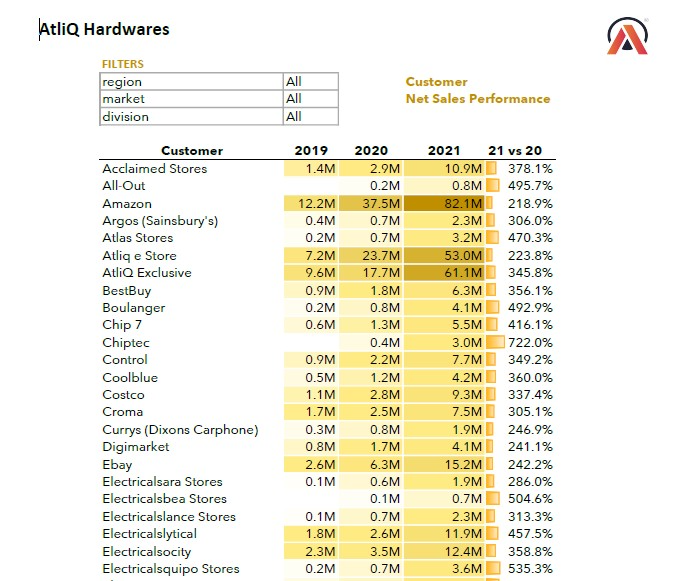 AtliQ Hardwares
FILTERS
region All
market All
division All
Customer
Net Sales Performance
Customer 2019 2020 2021 21 vs 20
Acclaimed Stores 1.4M 2.9M 10.9M 378.1%
All-Out 0.2M 0.8M 495.7%
Amazon 12.2M 37.5M 82.1M 218.9%
Argos (Sainsbury's) 0.4M 0.7M 2.3M 306.0%
Atlas Stores 0.2M 0.7M 3.2M 470.3%
Atliq e Store 7.2M 23.7M 53.0M 223.8%
AtliQ Exclusive 9.6M 17.7M 61.1M 345.8%
BestBuy 0.9M 1.8M 6.3M 356.1%
Boulanger 0.2M 0.8M 4.1M 492.9%
Chip 7 0.6M 1.3M 5.5M 416.1%
Chiptec 0.4M 3.0M 722.0%
Control 0.9M 2.2M 7.7M 349.2%
Coolblue 0.5M 1.2M 4.2M 360.0%
Costco 1.1M 2.8M 9.3M 337.4%
Croma 1.7M 2.5M 7.5M 305.1%
Currys (Dixons Carphone) 0.3M 0.8M 1.9M 246.9%
Digimarket 0.8M 1.7M 4.1M 241.1%
Ebay 2.6M 6.3M 15.2M 242.2%
Electricalsara Stores 0.1M 0.6M 1.9M 286.0%
Electricalsbea Stores 0.1M 0.7M 504.6%
Electricalslance Stores 0.1M 0.7M 2.3M 313.3%
Electricalslytical 1.8M 2.6M 11.9M 457.5%
Electricalsocity 2.3M 3.5M 12.4M 358.8%
Electricalsquipo Stores 0.2M 0.7M 3.6M 535.3%